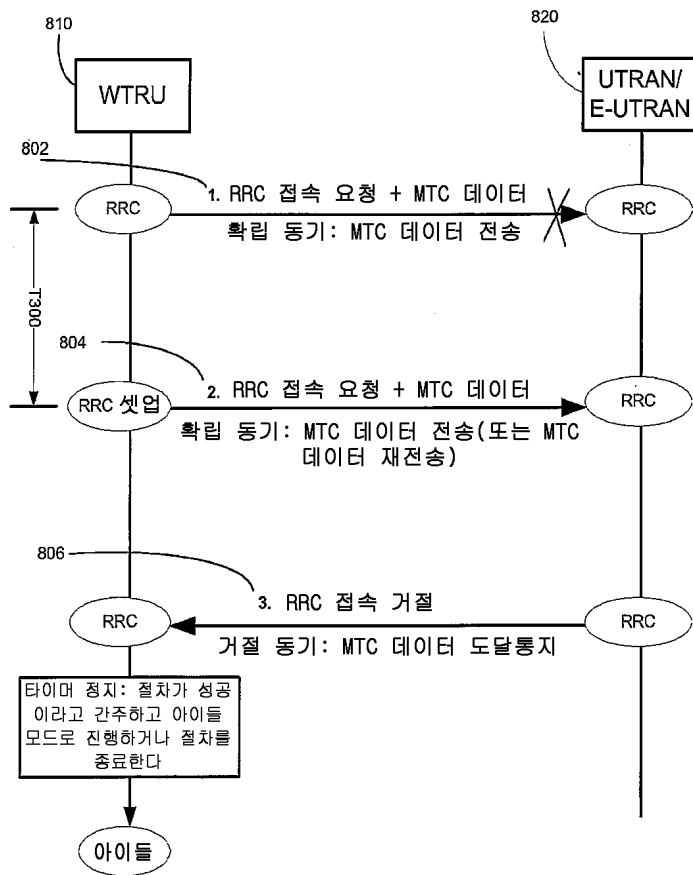 810
820
WTRU
UTRAN/
E-UTRAN
802
1. RRC 접속 요청 + MTC 데이터
RRC
RRC
확립 동기: MTC 데이터 전송
T300
804
2. RRC 접속 요청 + MTC 데이터
RRC 셋업
RRC
확립 동기: MTC 데이터 전송(또는 MTC
데이터 재전송)
806
3. RRC 접속 거절
RRC
RRC
거절 동기: MTC 데이터 도달통지
타이머 정지: 절차가 성공
이라고 간주하고 아이들
모드로 진행하거나 절차를
종료한다
아이들